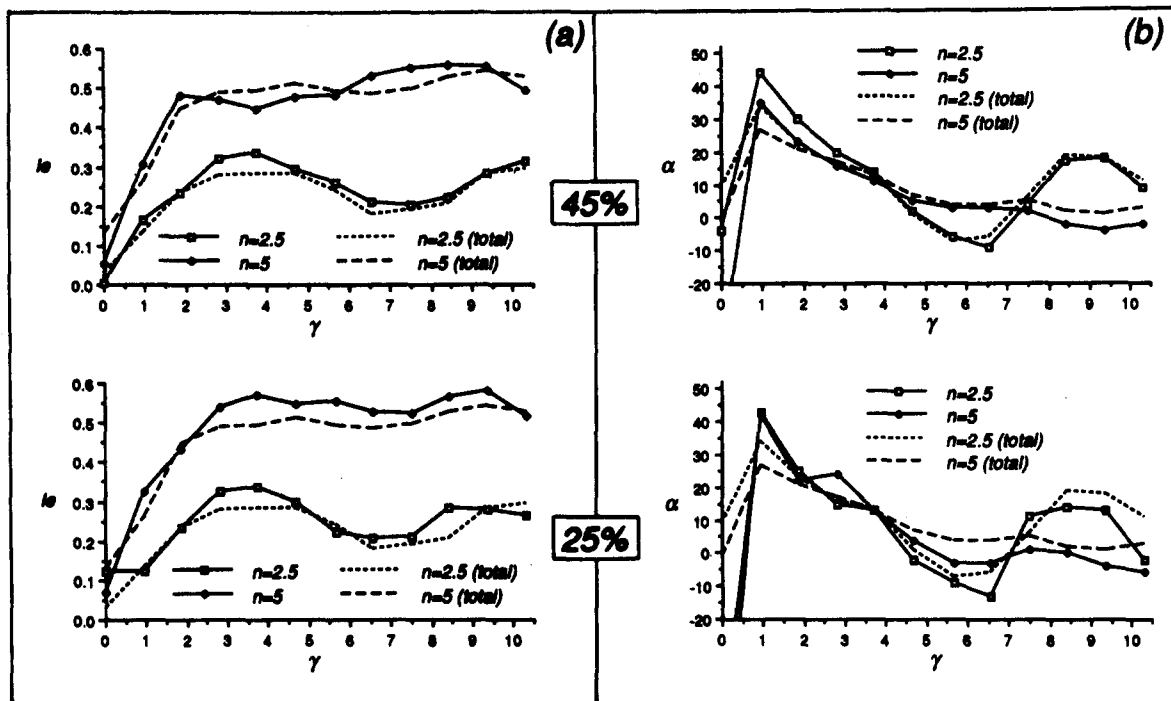 (a)
0.6
0.5
0.4
0.3
0.2
0.1
0.0
Ie
n=2.5
n=5
n=2.5 (total)
n=5 (total)
0 1 2 3 4 5 6 7 8 9 10
γ
(b)
50
40
30
20
10
0
-10
-20
α
n=2.5
n=5
n=2.5 (total)
n=5 (total)
0 1 2 3 4 5 6 7 8 9 10
γ
45%
0.6
0.5
0.4
0.3
0.2
0.1
0.0
Ie
n=2.5
n=5
n=2.5 (total)
n=5 (total)
0 1 2 3 4 5 6 7 8 9 10
γ
50
40
30
20
10
0
-10
-20
α
n=2.5
n=5
n=2.5 (total)
n=5 (total)
0 1 2 3 4 5 6 7 8 9 10
γ
25%